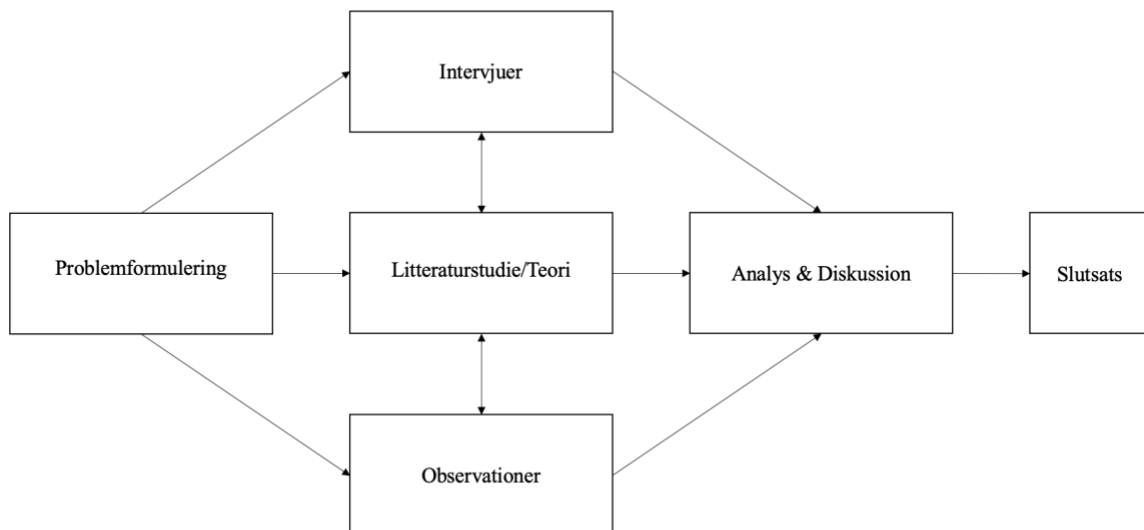 Intervjuer
Problemformulering
Litteraturstudie/Teori
Analys & Diskussion
Slutsats
Observationer